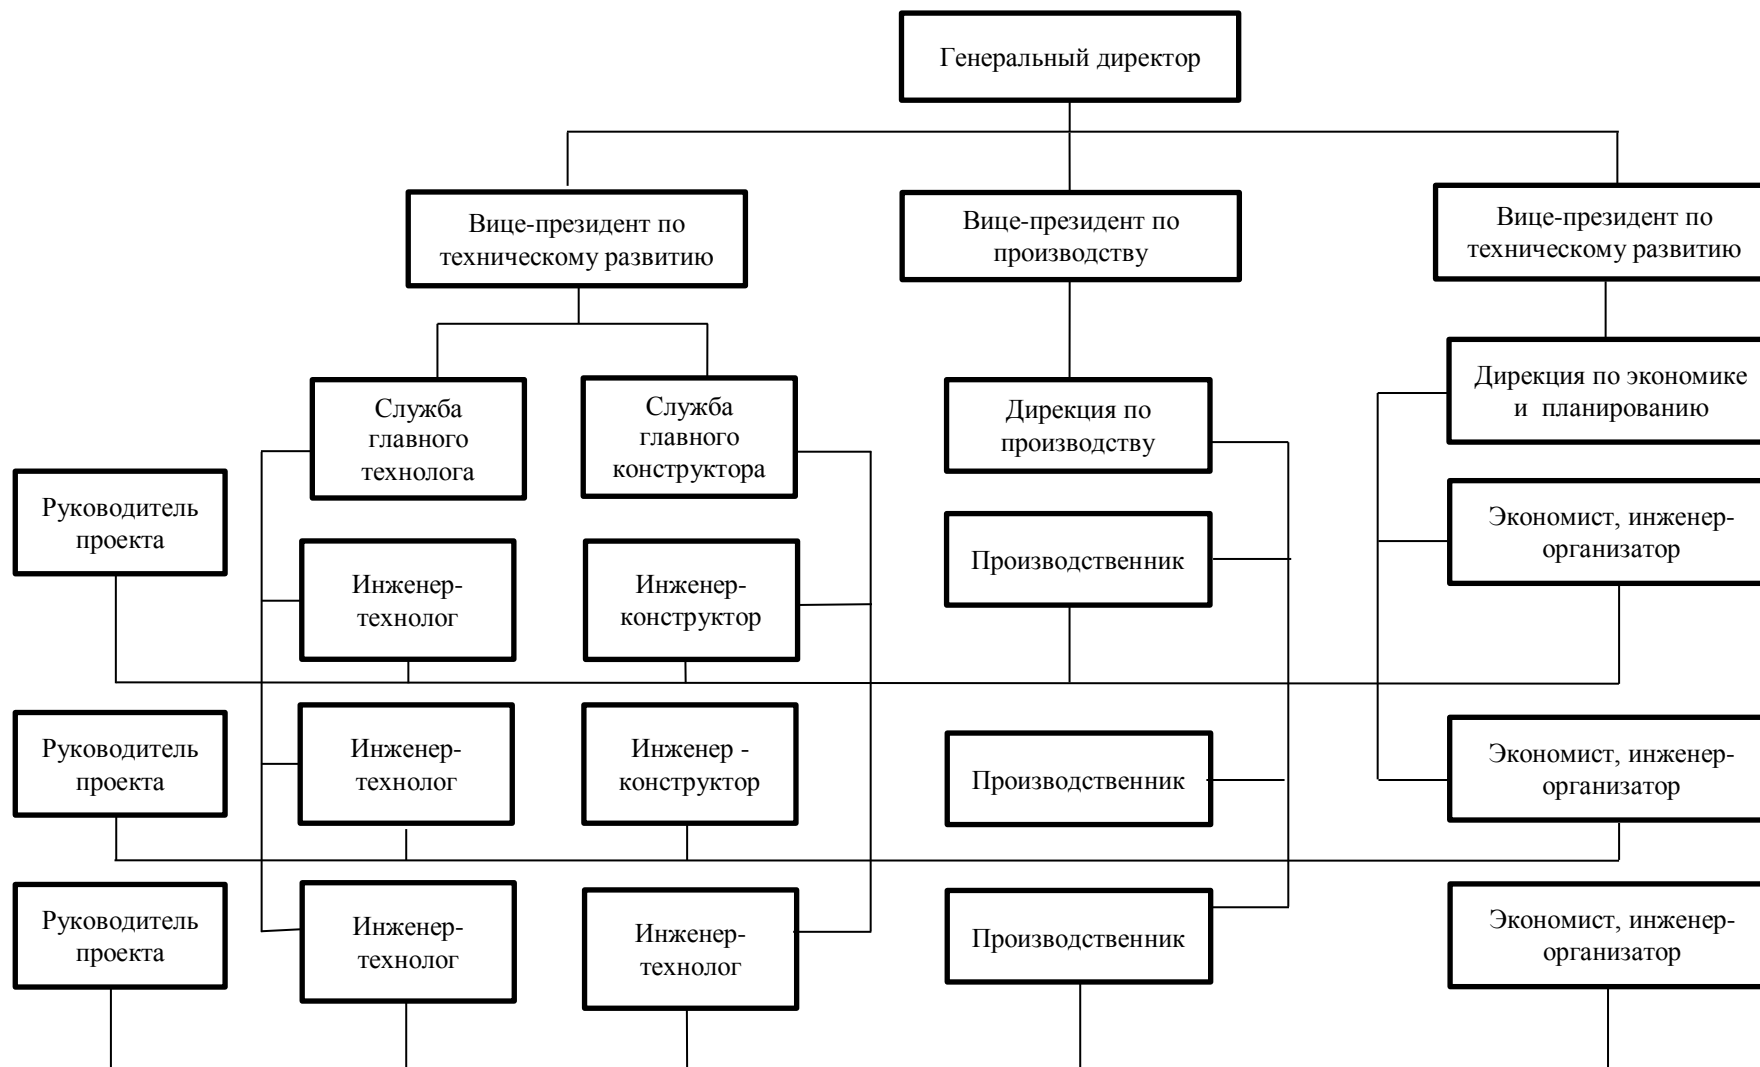 Генеральный директор
Вице-президент по
техническому развитию
Вице-президент по
производству
Вице-президент по
техническому развитию
Служба
главного
технолога
Служба
главного
конструктора
Дирекция по
производству
Дирекция по экономике
и планированию
Руководитель
проекта
Инженер-
технолог
Инженер-
конструктор
Производственник
Экономист, инженер-
организатор
Руководитель
проекта
Инженер-
технолог
Инженер -
конструктор
Производственник
Экономист, инженер-
организатор
Руководитель
проекта
Инженер-
технолог
Инженер-
технолог
Производственник
Экономист, инженер-
организатор